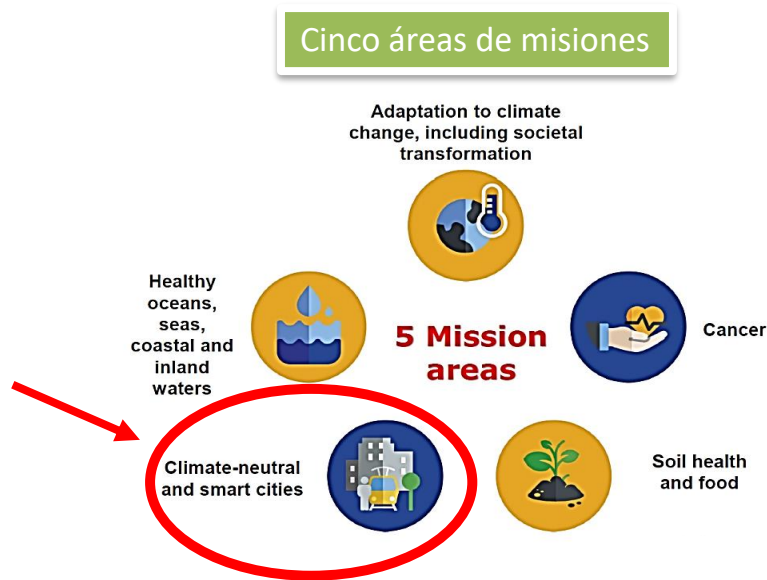 Cinco áreas de misiones
Adaptation to climate
change, including societal
transformation
Healthy
oceans,
seas,
coastal and
inland
waters
5 Mission
areas
Cancer
Climate-neutral
and smart cities
Soil health
and food